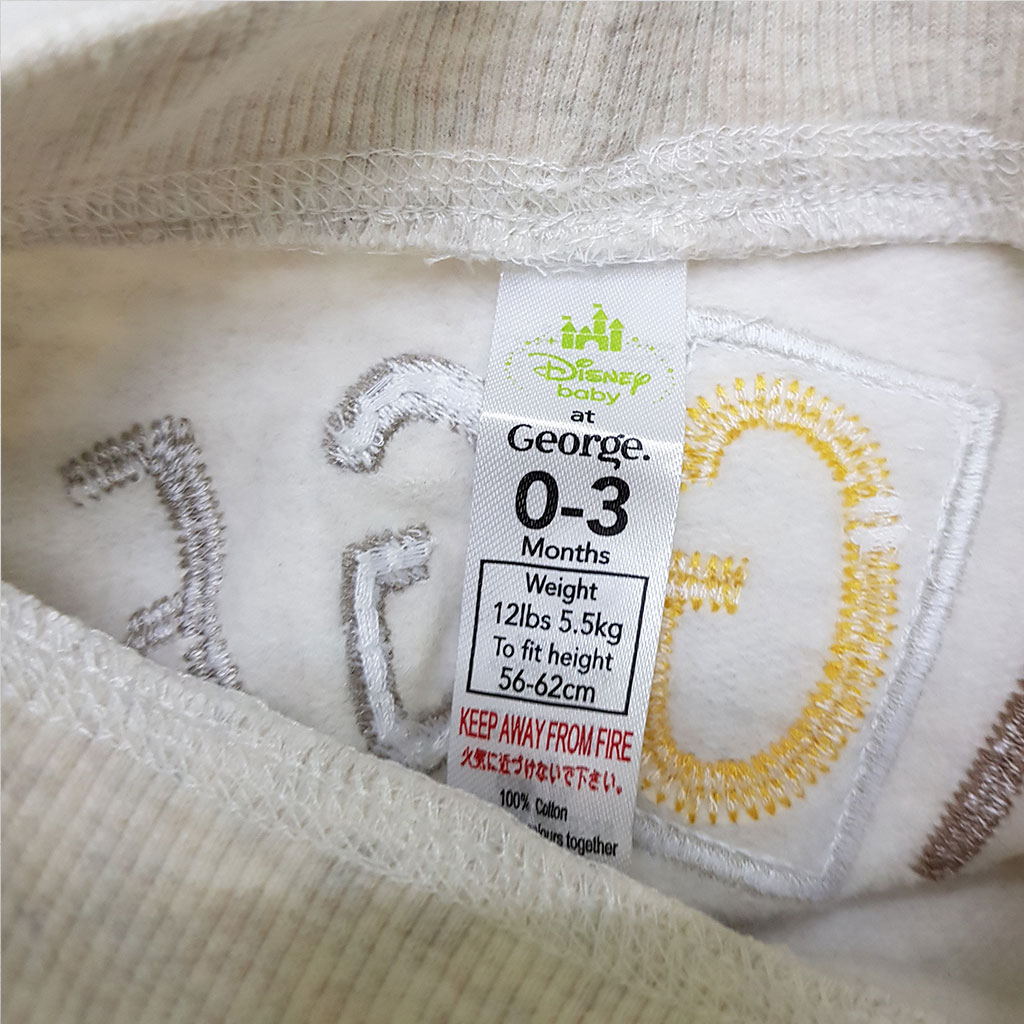 Disney
baby
at
George.
0-3
Months
Weight
12lbs 5.5kg
To fit height
56-62cm
KEEP AWAY FROM FIRE
火気に近づけないで下さい。
100% Cotton
together